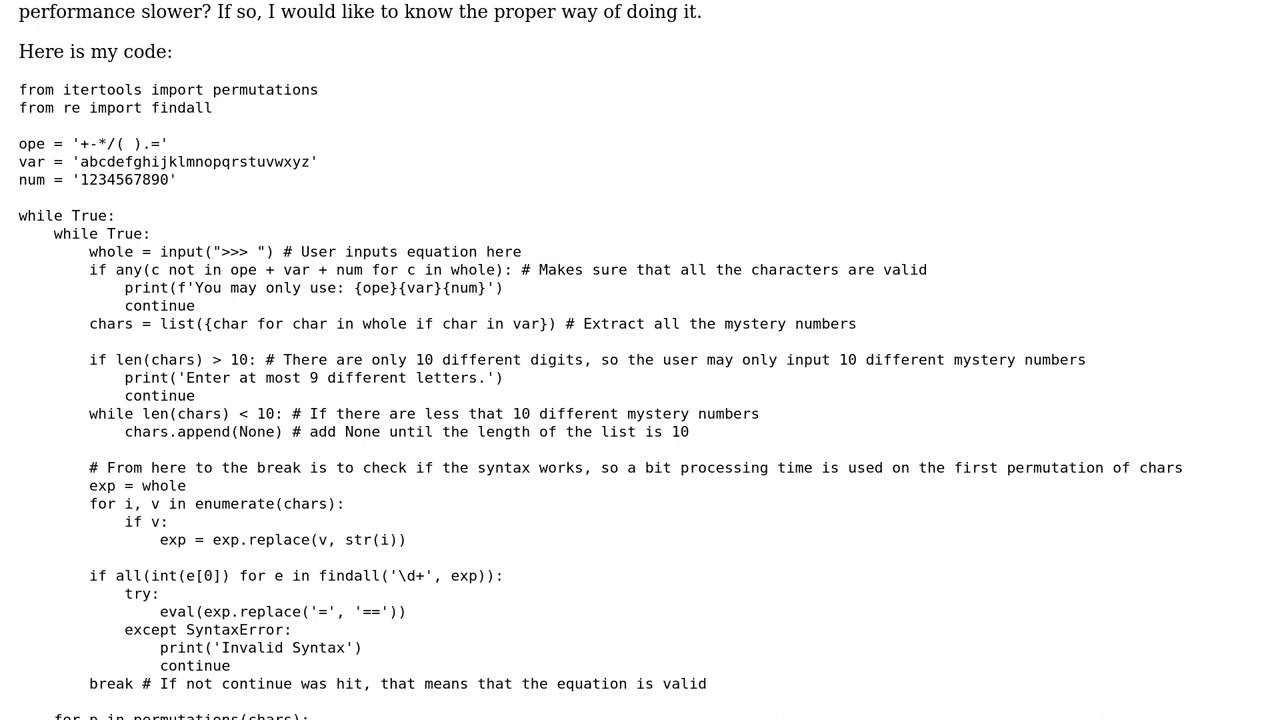 performance slower? If so, I would like to know the proper way of doing it.
Here is my code:
from itertools import permutations
from re import findall
ope = '+-*/( ).='
var = 'abcdefghijklmnopqrstuvwxyz'
num = '1234567890'
while True:
    while True:
        whole = input(">>> ") # User inputs equation here
        if any(c not in ope + var + num for c in whole): # Makes sure that all the characters are valid
            print(f'You may only use: {ope}{var}{num}')
            continue
        chars = list({char for char in whole if char in var}) # Extract all the mystery numbers
        if len(chars) > 10: # There are only 10 different digits, so the user may only input 10 different mystery numbers
            print('Enter at most 9 different letters.')
            continue
        while len(chars) < 10: # If there are less that 10 different mystery numbers
            chars.append(None) # add None until the length of the list is 10
        # From here to the break is to check if the syntax works, so a bit processing time is used on the first permutation of chars
        exp = whole
        for i, v in enumerate(chars):
            if v:
                exp = exp.replace(v, str(i))
        if all(int(e[0]) for e in findall('\d+', exp)):
            try:
                eval(exp.replace('=', '=='))
            except SyntaxError:
                print('Invalid Syntax')
                continue
        break # If not continue was hit, that means that the equation is valid
    for p in permutations(chars):